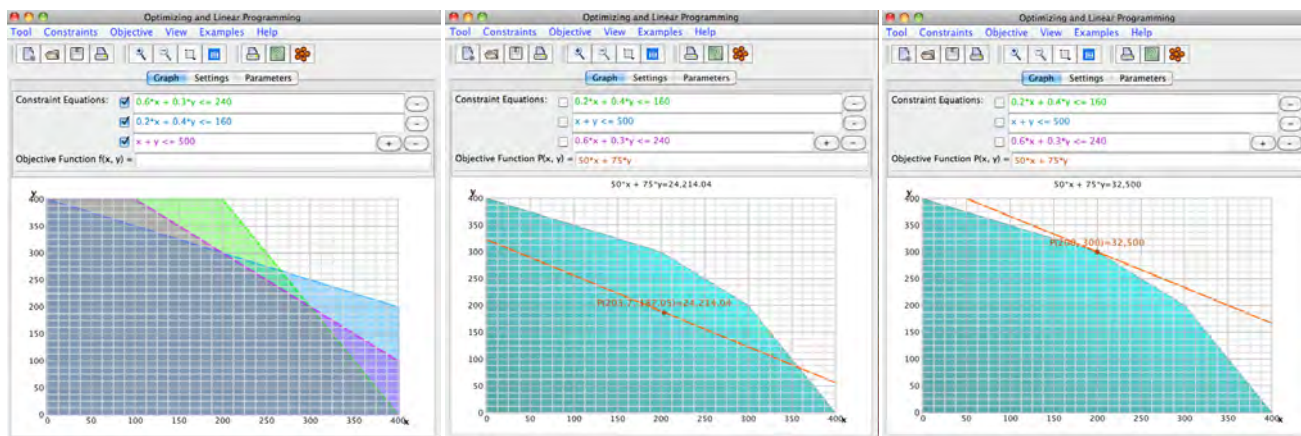 Optimizing and Linear Programming
Tool Constraints Objective View Examples Help
Graph Settings Parameters
Constraint Equations: 0.6*x + 0.3*y <= 240
0.2*x + 0.4*y <= 160
x + y <= 500
Objective Function f(x, y) =
y
400
350
300
250
200
150
100
50
0
0 50 100 150 200 250 300 350 400 x
Optimizing and Linear Programming
Tool Constraints Objective View Examples Help
Graph Settings Parameters
Constraint Equations: 0.2*x + 0.4*y <= 160
x + y <= 500
0.6*x + 0.3*y <= 240
Objective Function P(x, y) = 50*x + 75*y
50*x + 75*y=24,214.04
y
400
350
300
250
200
150
100
50
0
P(203.7, 187.05)=24,214.04
0 50 100 150 200 250 300 350 400 x
Optimizing and Linear Programming
Tool Constraints Objective View Examples Help
Graph Settings Parameters
Constraint Equations: 0.2*x + 0.4*y <= 160
x + y <= 500
0.6*x + 0.3*y <= 240
Objective Function P(x, y) = 50*x + 75*y
50*x + 75*y=32,500
y
400
350
300
250
200
150
100
50
0
P(200, 300)=32,500
0 50 100 150 200 250 300 350 400 x